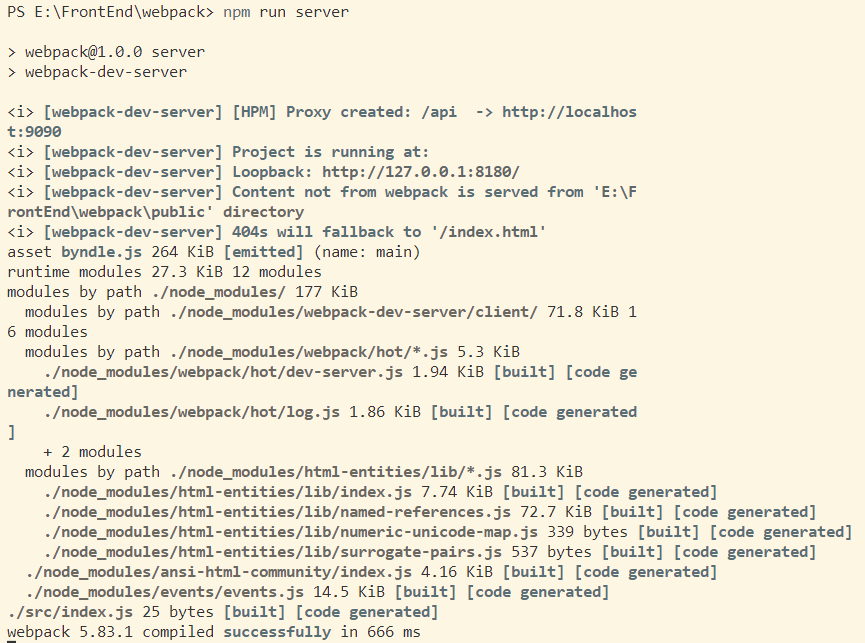 PS E:\FrontEnd\webpack> npm run server
> webpack@1.0.0 server
> webpack-dev-server
<i> [webpack-dev-server] [HPM] Proxy created: /api  -> http://localhos
t:9090
<i> [webpack-dev-server] Project is running at:
<i> [webpack-dev-server] Loopback: http://127.0.0.1:8180/
<i> [webpack-dev-server] Content not from webpack is served from 'E:\F
rontEnd\webpack\public' directory
<i> [webpack-dev-server] 404s will fallback to '/index.html'
asset byndle.js 264 KiB [emitted] (name: main)
runtime modules 27.3 KiB 12 modules
modules by path ./node_modules/ 177 KiB
  modules by path ./node_modules/webpack-dev-server/client/ 71.8 KiB 1
6 modules
  modules by path ./node_modules/webpack/hot/*.js 5.3 KiB
    ./node_modules/webpack/hot/dev-server.js 1.94 KiB [built] [code ge
nerated]
    ./node_modules/webpack/hot/log.js 1.86 KiB [built] [code generated
]
    + 2 modules
  modules by path ./node_modules/html-entities/lib/*.js 81.3 KiB
    ./node_modules/html-entities/lib/index.js 7.74 KiB [built] [code generated]
    ./node_modules/html-entities/lib/named-references.js 72.7 KiB [built] [code generated]
    ./node_modules/html-entities/lib/numeric-unicode-map.js 339 bytes [built] [code generated]
    ./node_modules/html-entities/lib/surrogate-pairs.js 537 bytes [built] [code generated]
  ./node_modules/ansi-html-community/index.js 4.16 KiB [built] [code generated]
  ./node_modules/events/events.js 14.5 KiB [built] [code generated]
./src/index.js 25 bytes [built] [code generated]
webpack 5.83.1 compiled successfully in 666 ms